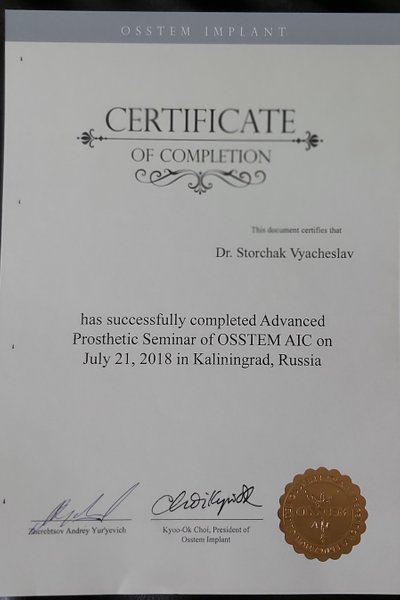 OSSTEM IMPLANT
CERTIFICATE
OF COMPLETION
This document certifies that
Dr. Storchak Vyacheslav
has successfully completed Advanced
Prosthetic Seminar of OSSTEM AIC on
July 21, 2018 in Kaliningrad, Russia
Zherebtsov Andrey Yur'yevich
Kyoo-Ok Choi, President of
Osstem Implant
OSSTEM